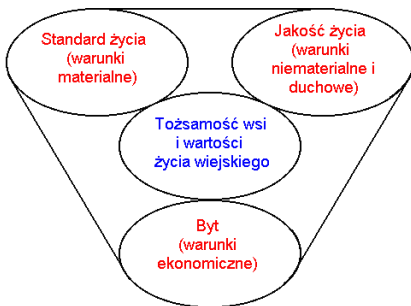 Standard życia
(warunki
materialne)
Jakość życia
(warunki
niematerialne i
duchowe)
Tożsamość wsi
i wartości
życia wiejskiego
Byt
(warunki
ekonomiczne)